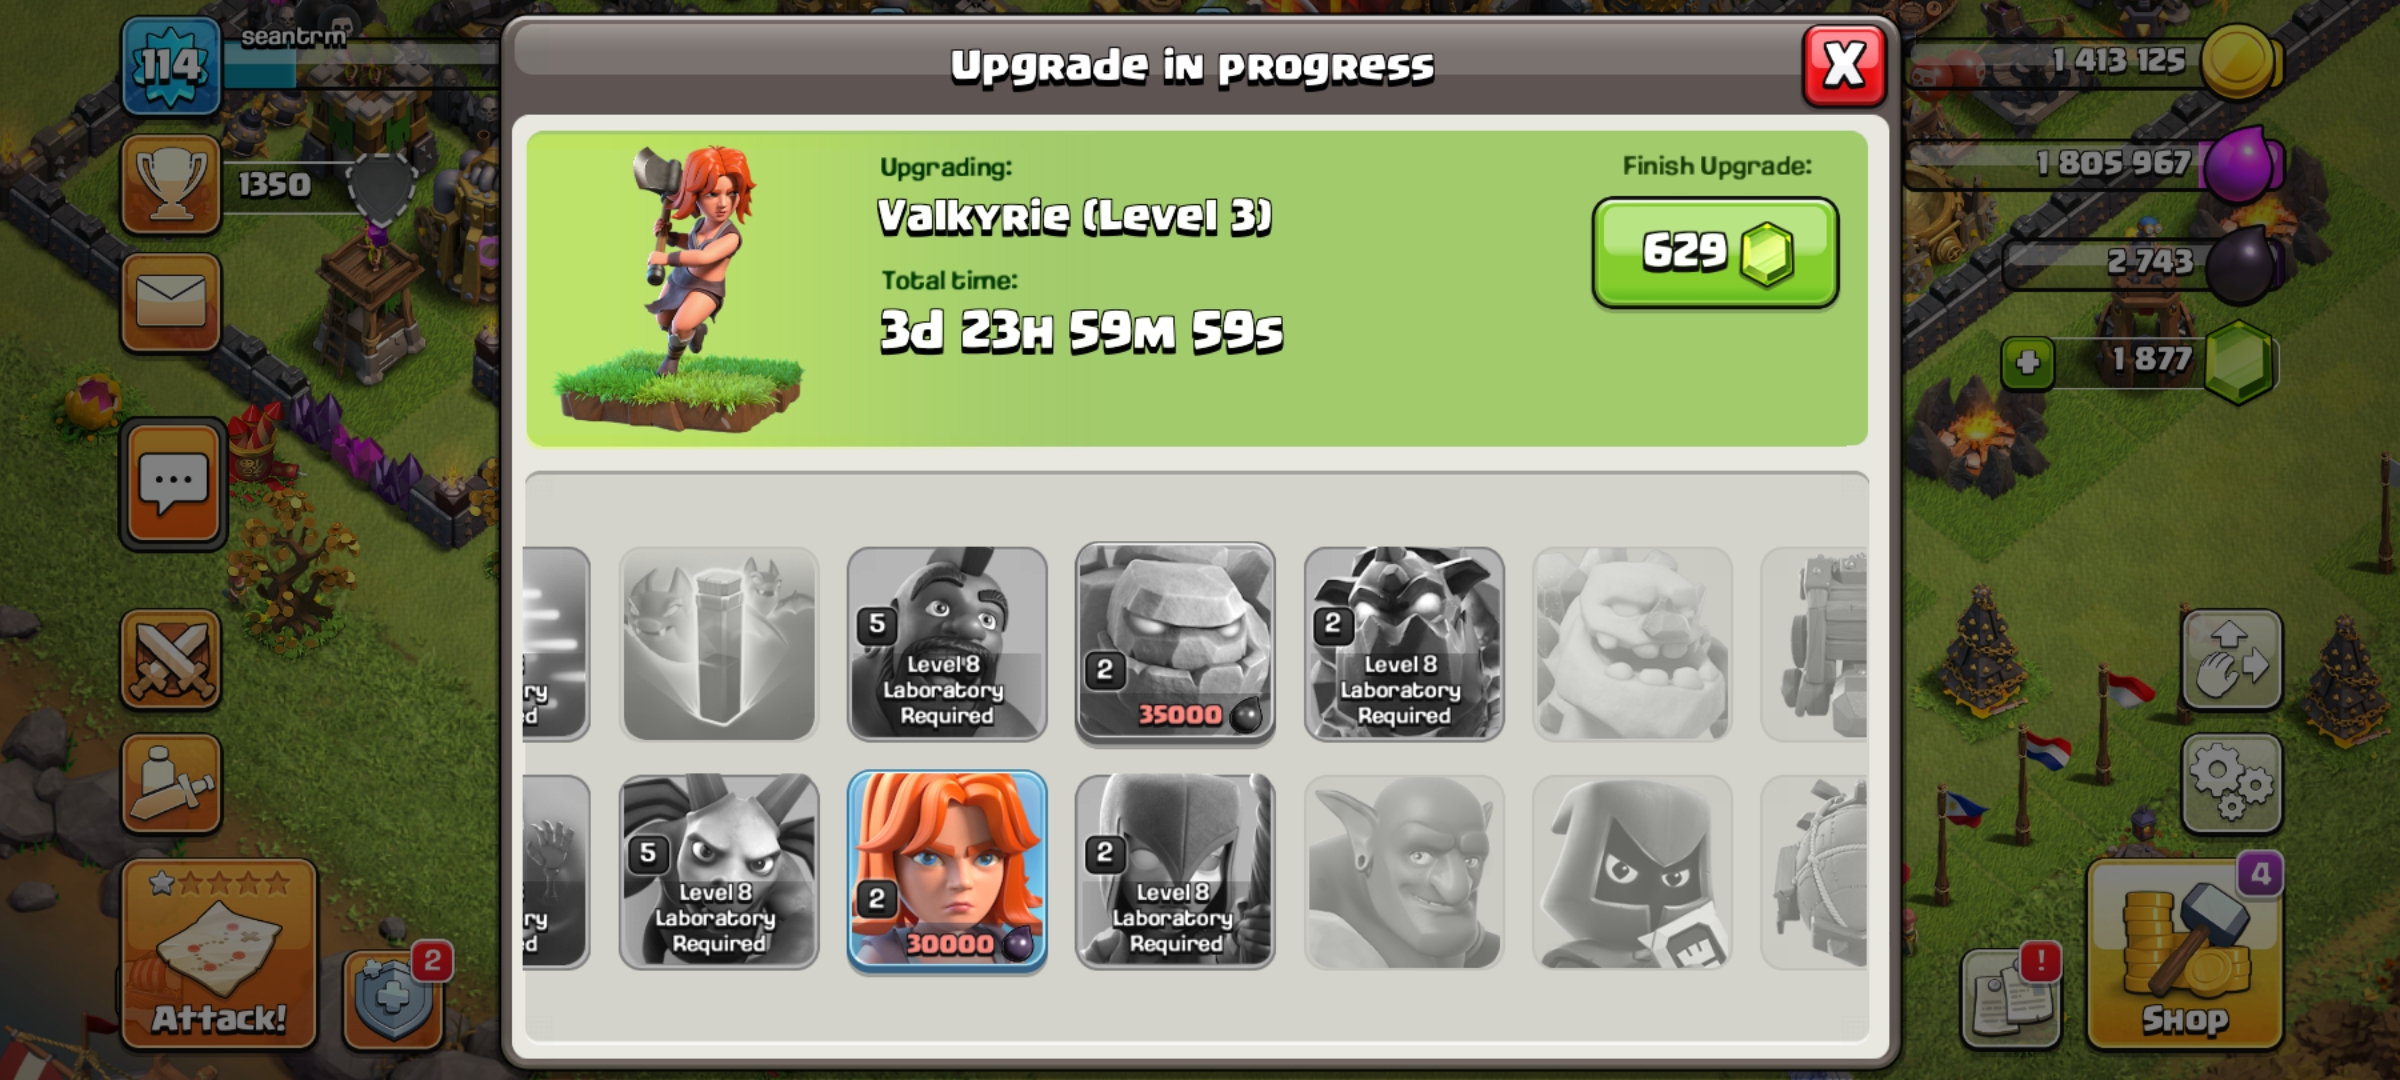 114
seantrm
Upgrade in progress
X
1 413 125
1 805 967
2 743
1 877
1350
Upgrading:
Valkyrie (Level 3)
Total time:
3d 23H 59M 59s
Finish Upgrade:
629
ry
d
5
Level 8
Laboratory
Required
2
35000
2
Level 8
Laboratory
Required
ry
d
5
Level 8
Laboratory
Required
2
30000
2
Level 8
Laboratory
Required
Attack!
2
!
4
Shop